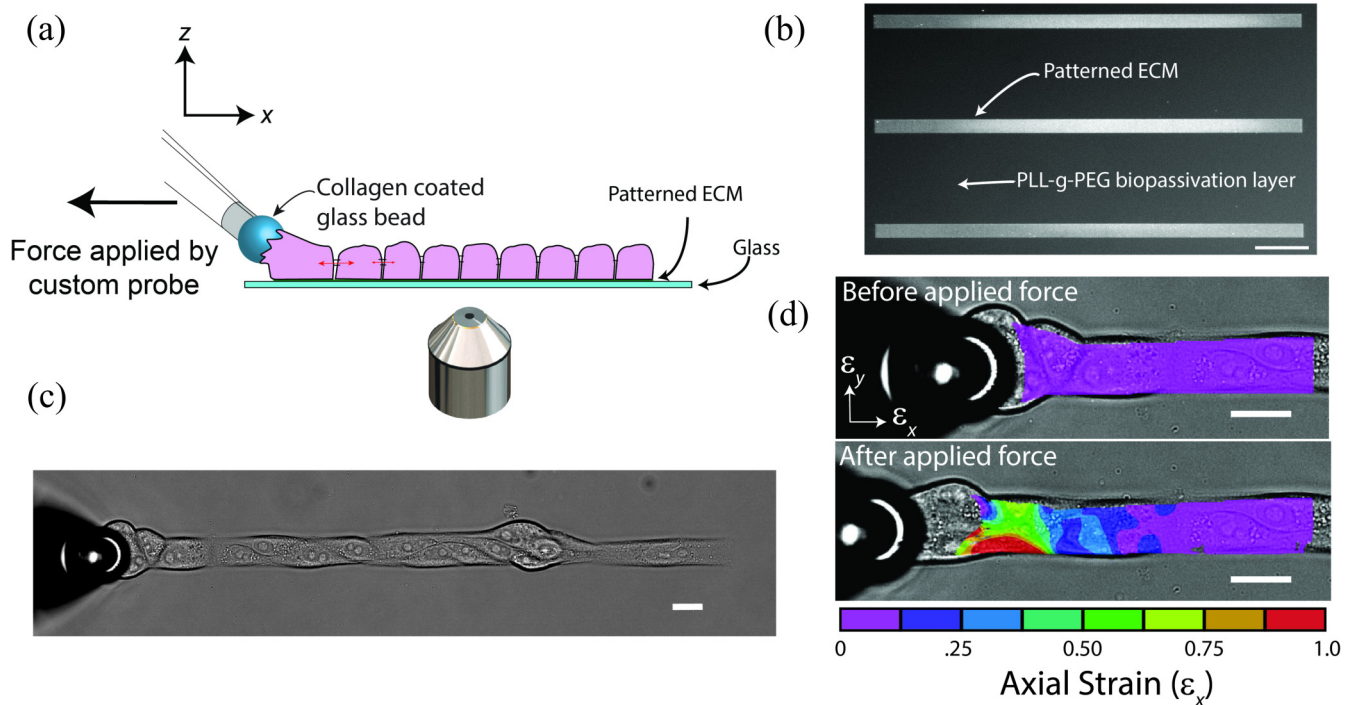 (a)
z
x
Collagen coated
glass bead
Patterned ECM
Glass
Force applied by
custom probe
(b)
Patterned ECM
PLL-g-PEG biopassivation layer
(c)
(d)
Before applied force
εy
εx
After applied force
0 .25 0.50 0.75 1.0
Axial Strain (εx)